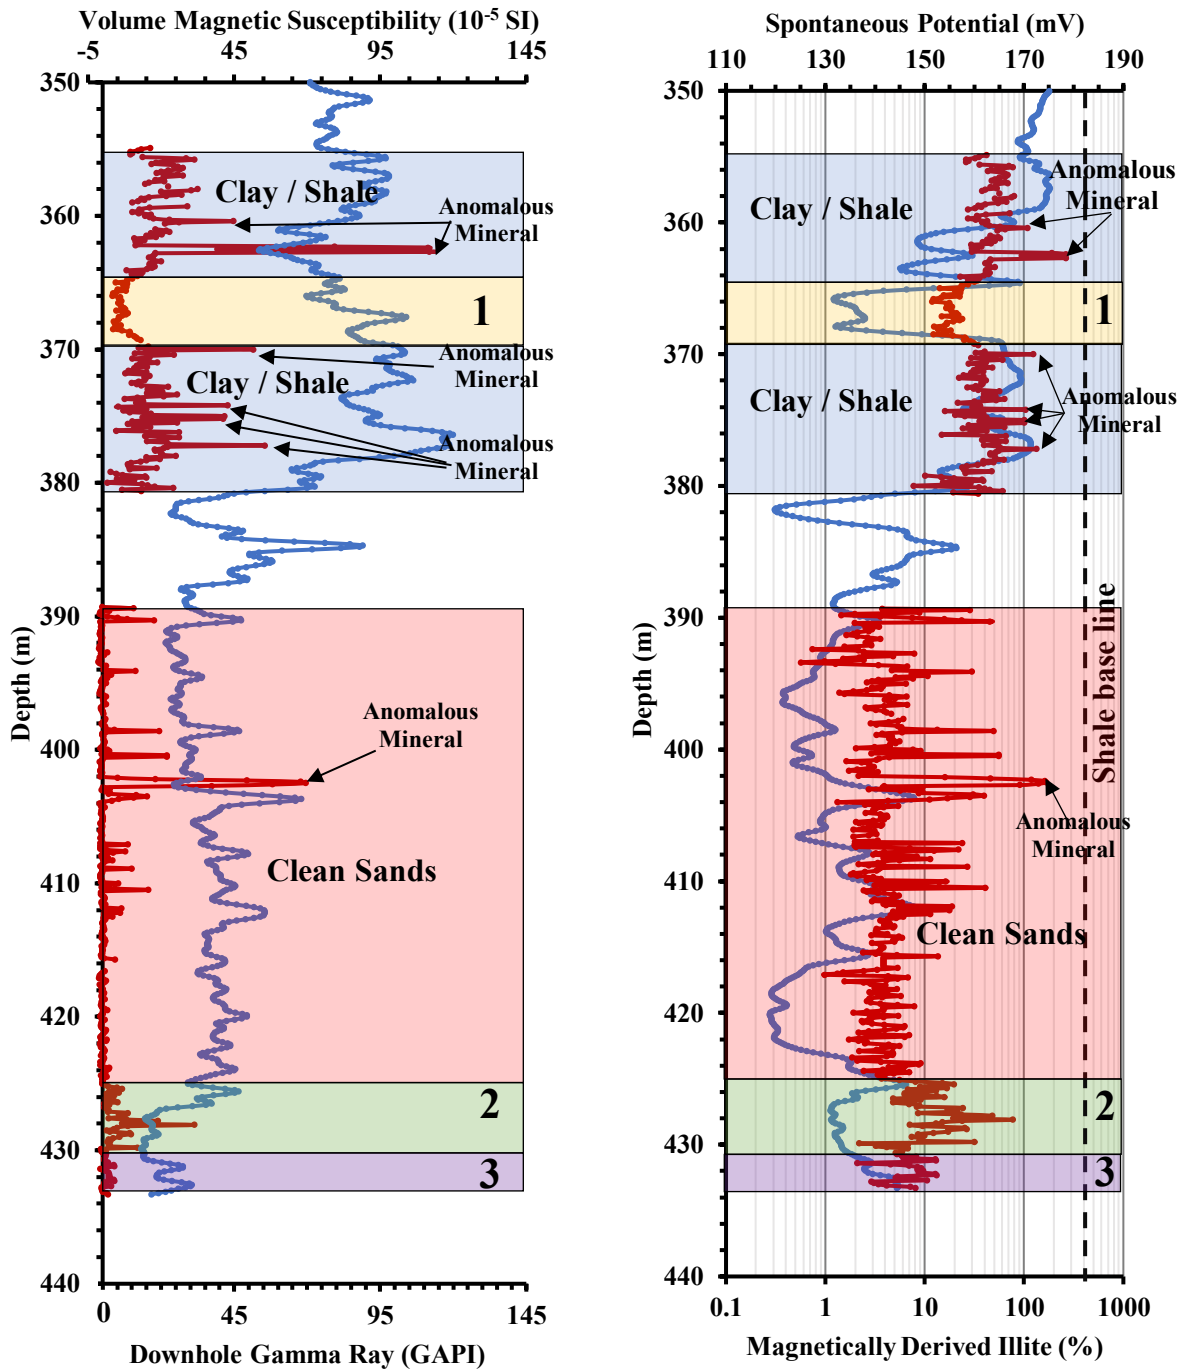 Volume Magnetic Susceptibility (10-5 SI)
-5 45 95 145
350
360
370
380
390
400
410
420
430
440
Depth (m)
Clay / Shale
Anomalous
Mineral
1
Anomalous
Mineral
Clay / Shale
Anomalous
Mineral
Anomalous
Mineral
Clean Sands
2
3
0 45 95 145
Downhole Gamma Ray (GAPI)
Spontaneous Potential (mV)
110 130 150 170 190
350
360
370
380
390
400
410
420
430
440
Depth (m)
Anomalous
Mineral
Clay / Shale
1
Clay / Shale
Anomalous
Mineral
Shale base line
Anomalous
Mineral
Clean Sands
2
3
0.1 1 10 100 1000
Magnetically Derived Illite (%)